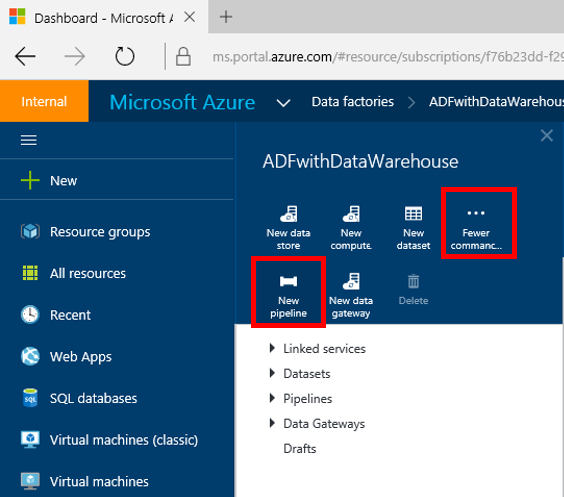 Dashboard - Microsoft A
ms.portal.azure.com/#resource/subscriptions/f76b23dd-f29
Internal
Microsoft Azure
Data factories
ADFwithDataWarehous
ADFwithDataWarehouse
New
New data
store
New
compute.
New
dataset
...
Fewer
commanc...
New
pipeline
New data
gateway
Delete
Resource groups
All resources
Recent
Web Apps
SQL databases
Virtual machines (classic)
Virtual machines
Linked services
Datasets
Pipelines
Data Gateways
Drafts